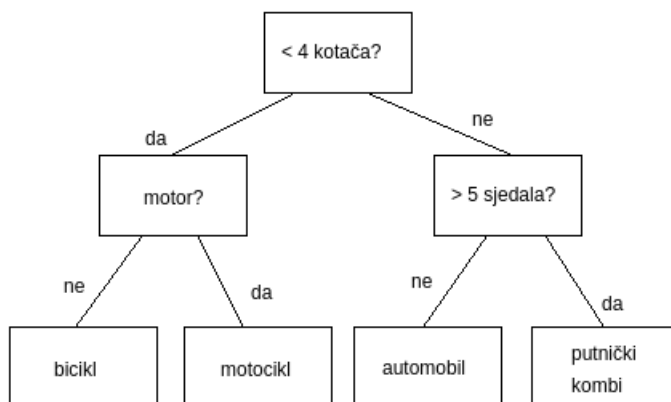 < 4 kotača?
da
ne
motor?
> 5 sjedala?
ne
da
ne
da
bicikl
motocikl
automobil
putnički
kombi